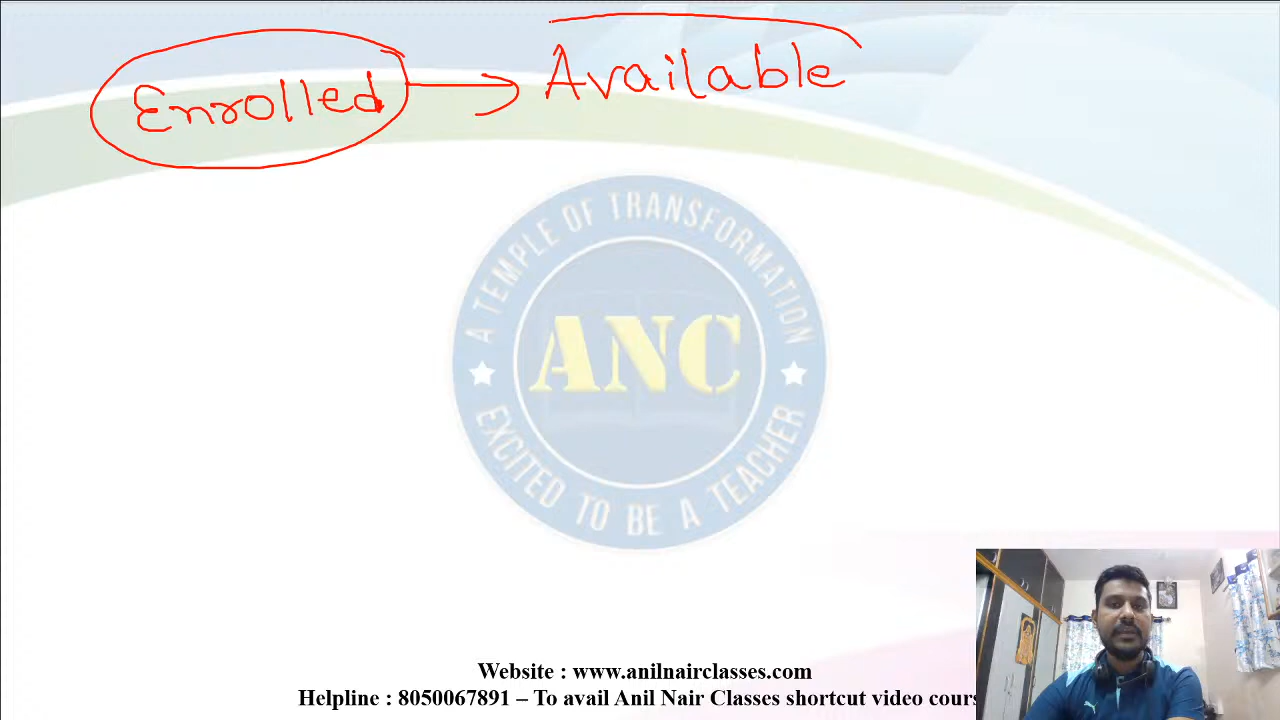 Enrolled → Available
A TEMPLE OF TRANSFORMATION
ANC
EXCITED TO BE A TEACHER
Website : www.anilnairclasses.com
Helpline : 8050067891 – To avail Anil Nair Classes shortcut video cours